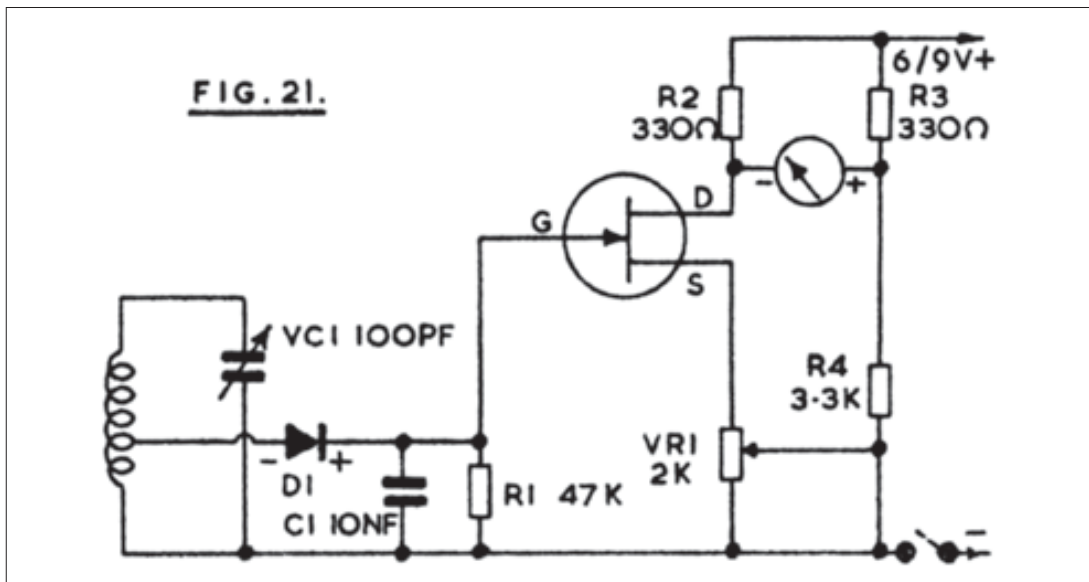 FIG. 21.
6/9V+
R2
330Ω
R3
330Ω
- +
D
G
S
VC1 100PF
R4
3·3K
VR1
2K
- +
D1
R1 47K
C1 10NF
-